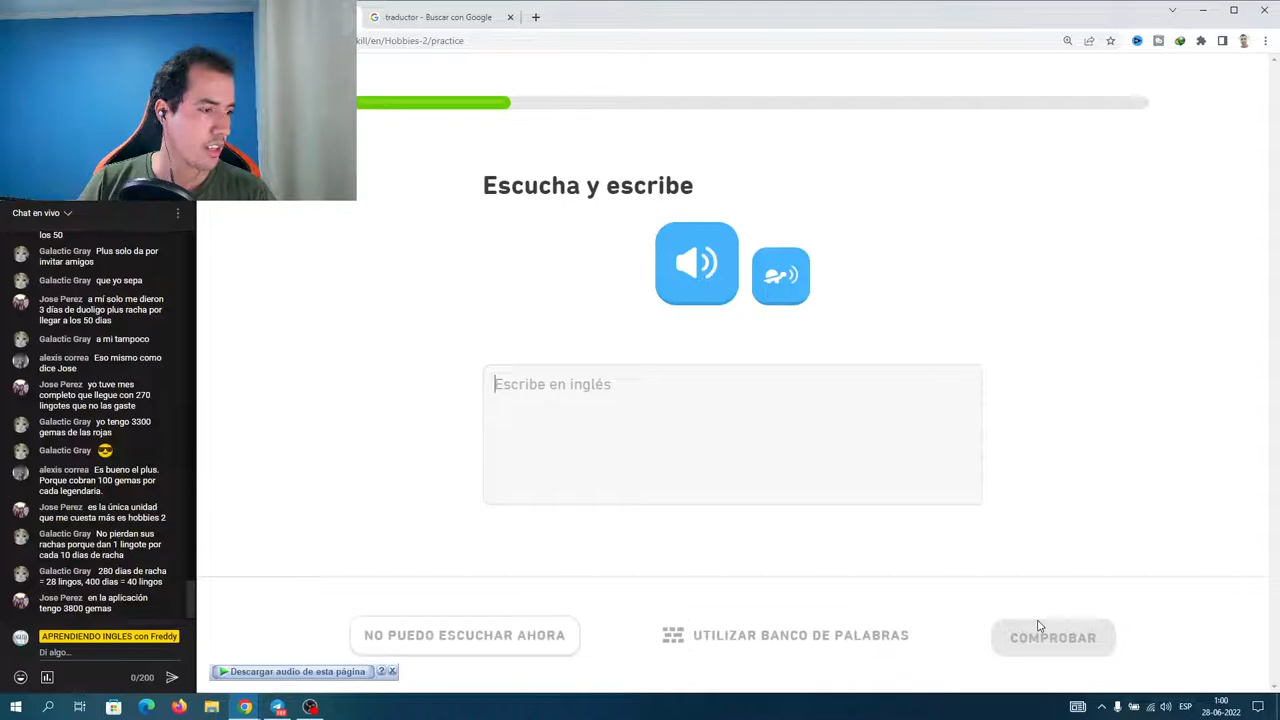 traductor - Buscar con Google
kill/en/Hobbies-2/practice
Escucha y escribe
Escribe en inglés
NO PUEDO ESCUCHAR AHORA
UTILIZAR BANCO DE PALABRAS
COMPROBAR
Descargar audio de esta página
? X
Chat en vivo
los 50
Galactic Gray Plus solo da por
invitar amigos
Galactic Gray que yo sepa
Jose Perez a mí solo me dieron
3 días de duoligo plus racha por
llegar a los 50 días
Galactic Gray a mi tampoco
alexis correa Eso mismo como
dice Jose
Jose Perez yo tuve mes
completo que llegue con 270
lingotes que no las gaste
Galactic Gray yo tengo 3300
gemas de las rojas
Galactic Gray
alexis correa Es bueno el plus.
Porque cobran 100 gemas por
cada legendaria.
Jose Perez es la única unidad
que me cuesta más es hobbies 2
Galactic Gray No pierdan sus
rachas porque dan 1 lingote por
cada 10 dias de racha
Galactic Gray 280 dias de racha
= 28 lingos, 400 dias = 40 lingos
Jose Perez en la aplicación
tengo 3800 gemas
APRENDIENDO INGLES con Freddy
Di algo...
0/200
ESP
1:00
28-06-2022